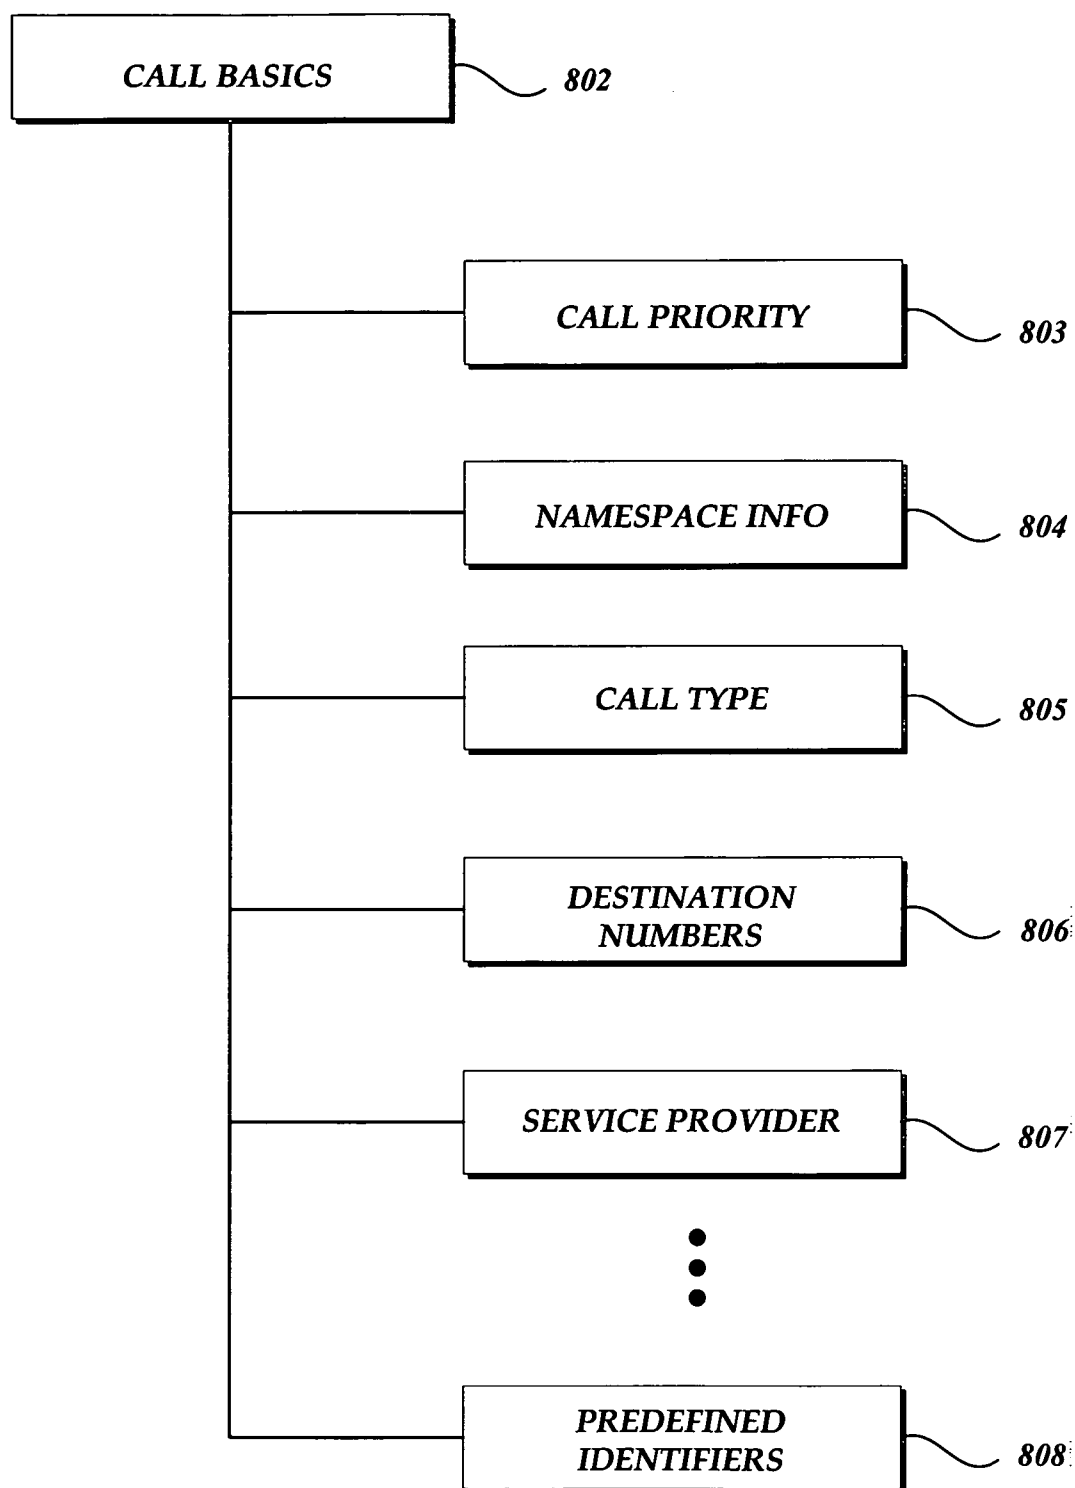 CALL BASICS
802
CALL PRIORITY
803
NAMESPACE INFO
804
CALL TYPE
805
DESTINATION
NUMBERS
806
SERVICE PROVIDER
807
PREDEFINED
IDENTIFIERS
808